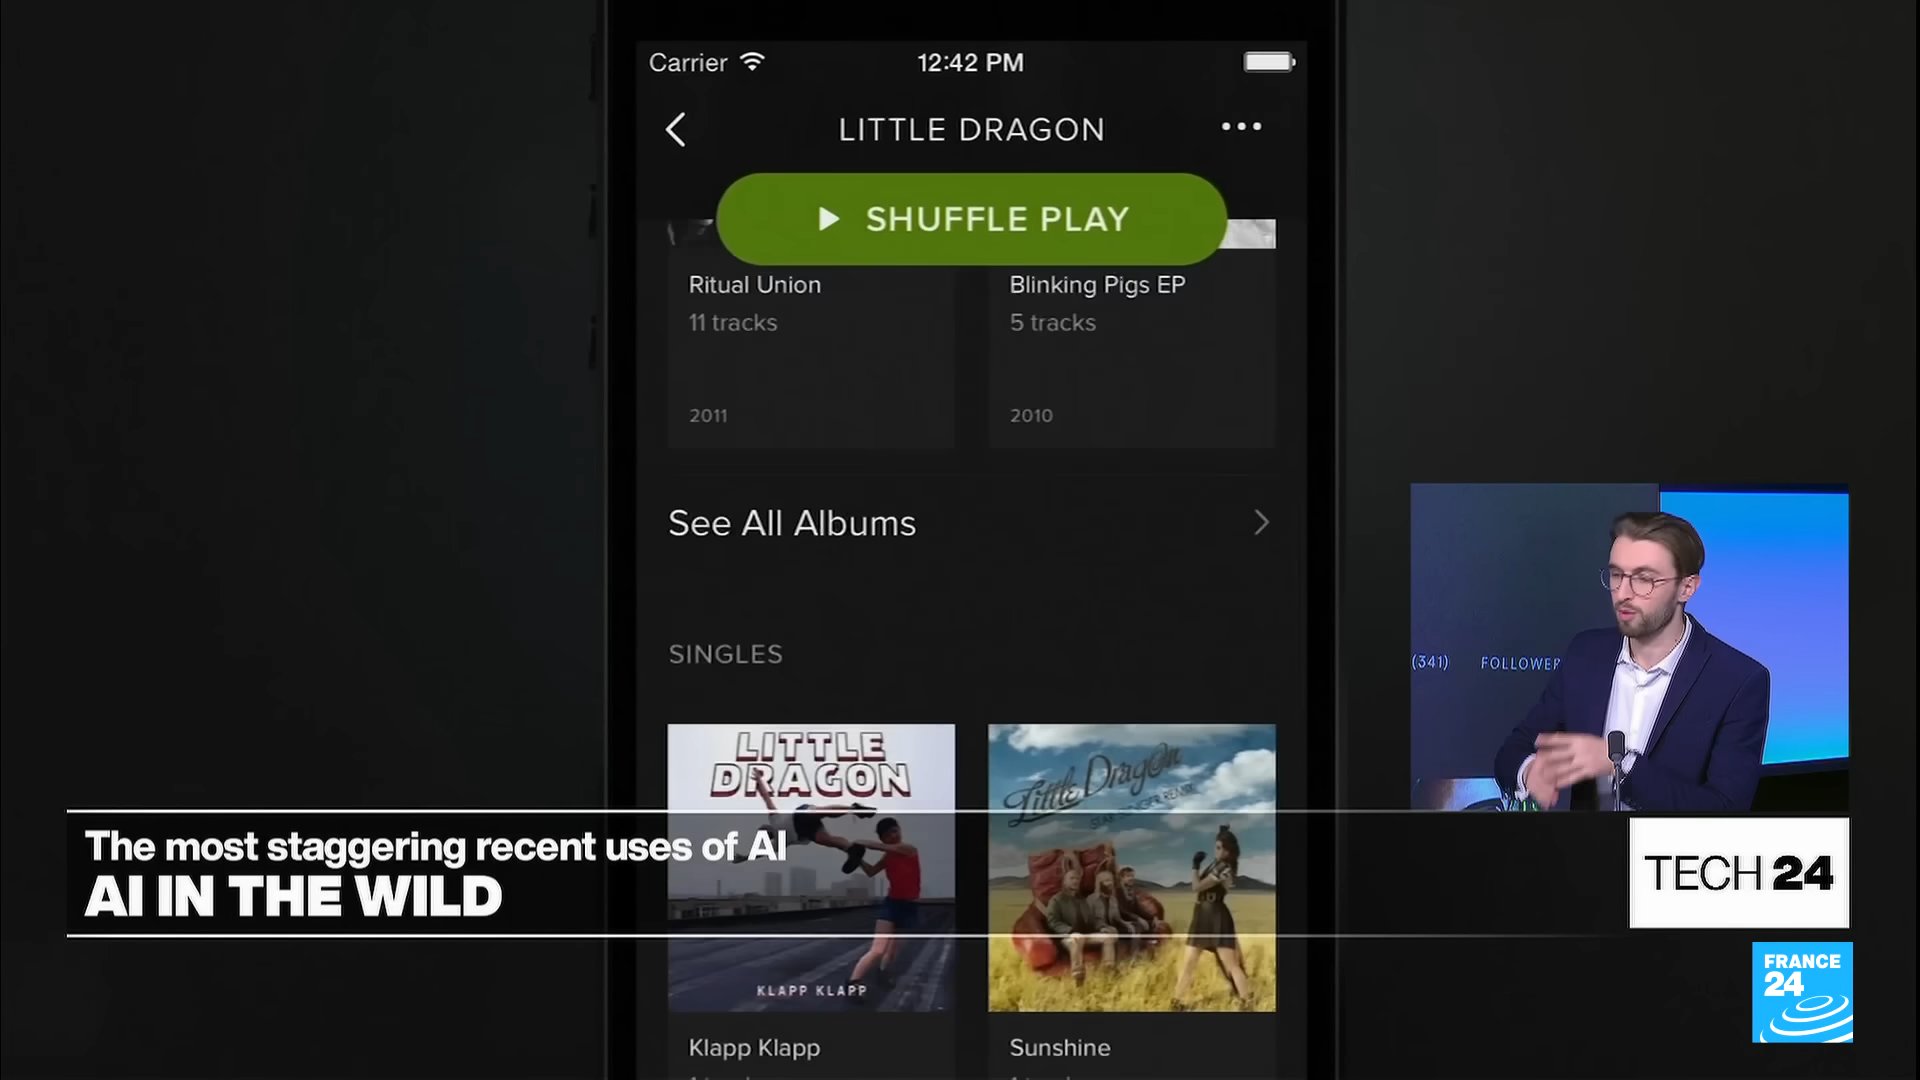 Carrier
12:42 PM
LITTLE DRAGON
SHUFFLE PLAY
Ritual Union
11 tracks
2011
Blinking Pigs EP
5 tracks
2010
See All Albums
SINGLES
LITTLE
DRAGON
KLAPP KLAPP
Little Dragon
Klapp Klapp
Sunshine
(341) FOLLOWER
The most staggering recent uses of AI
AI IN THE WILD
TECH 24
FRANCE
24